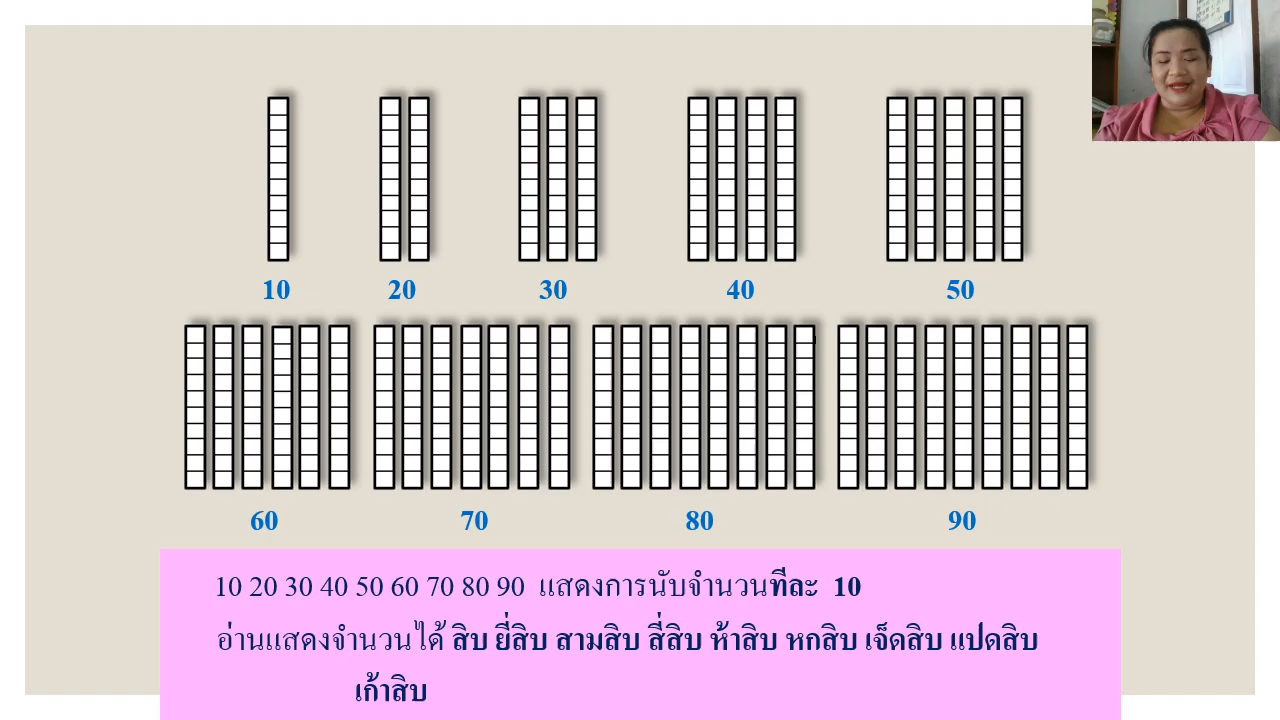 10 20 30 40 50
60 70 80 90
10 20 30 40 50 60 70 80 90 แสดงการนับจำนวนทีละ 10
อ่านแสดงจำนวนได้ สิบ ยี่สิบ สามสิบ สี่สิบ ห้าสิบ หกสิบ เจ็ดสิบ แปดสิบ
เก้าสิบ